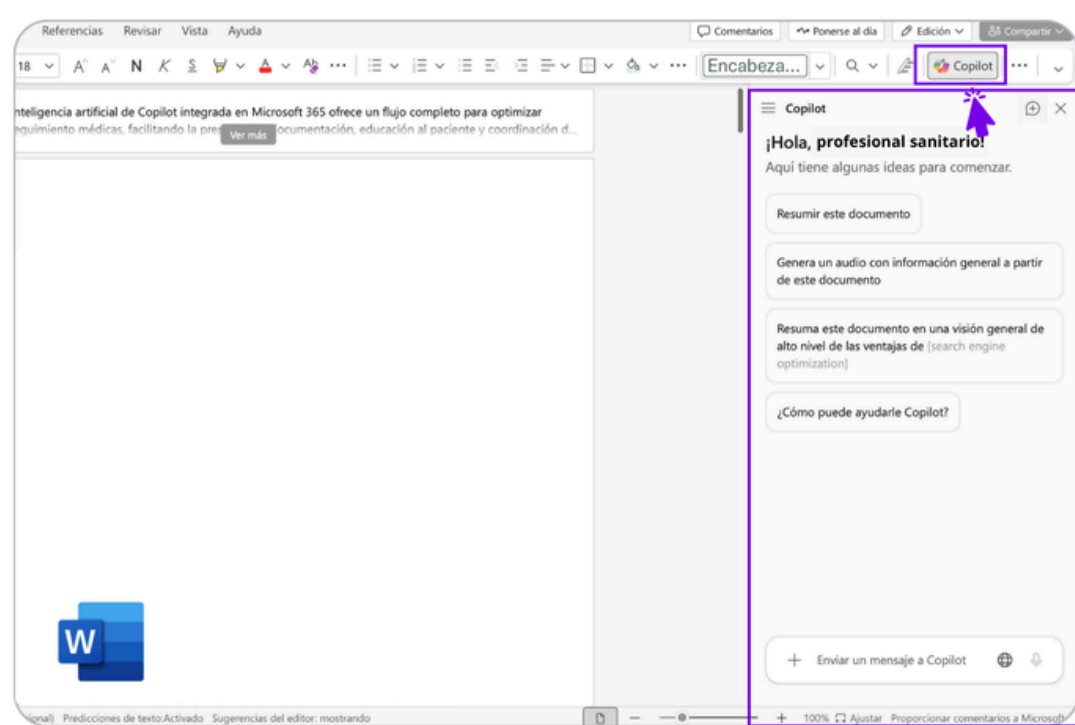 Referencias Revisar Vista Ayuda
Comentarios Ponerse al día Edición Compartir
18 A A N K S A Encabeza... Copilot
nteligencia artificial de Copilot integrada en Microsoft 365 ofrece un flujo completo para optimizar
eguimiento médicas, facilitando la pre Ver más ocumentación, educación al paciente y coordinación d...
Copilot
¡Hola, profesional sanitario!
Aquí tiene algunas ideas para comenzar.
Resumir este documento
Genera un audio con información general a partir
de este documento
Resuma este documento en una visión general de
alto nivel de las ventajas de [search engine
optimization]
¿Cómo puede ayudarle Copilot?
Enviar un mensaje a Copilot
W
ional) Predicciones de texto:Activado Sugerencias del editor: mostrando
100% Ajustar Proporcionar comentarios a Microsoft